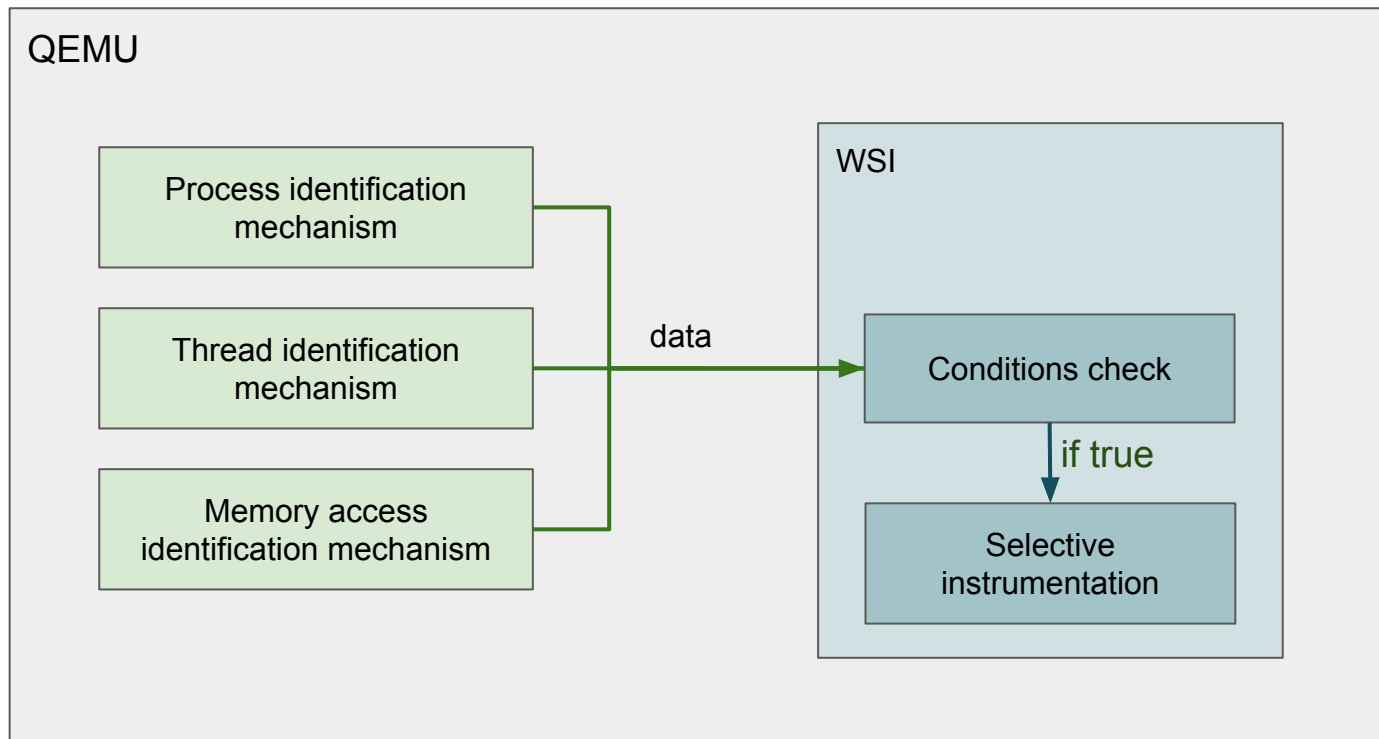 QEMU
Process identification
mechanism
Thread identification
mechanism
Memory access
identification mechanism
data
WSI
Conditions check
if true
Selective
instrumentation